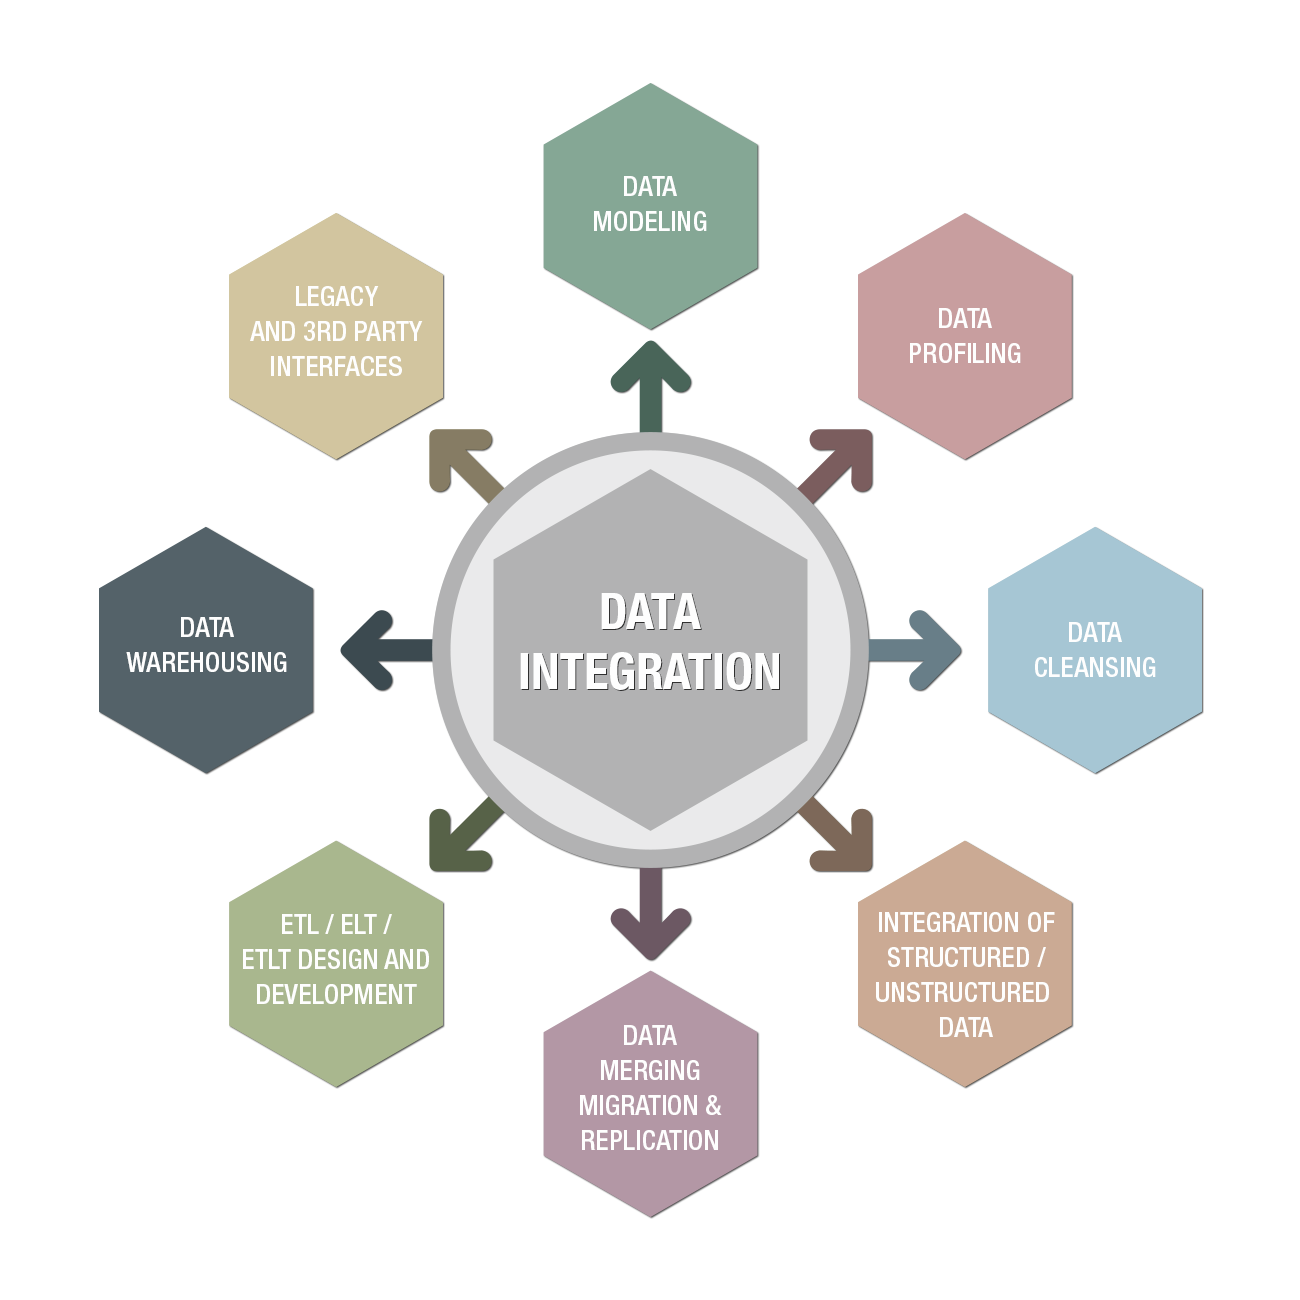 DATA
MODELING
LEGACY
AND 3RD PARTY
INTERFACES
DATA
PROFILING
DATA
WAREHOUSING
DATA
INTEGRATION
DATA
CLEANSING
ETL / ELT /
ETLT DESIGN AND
DEVELOPMENT
INTEGRATION OF
STRUCTURED /
UNSTRUCTURED
DATA
DATA
MERGING
MIGRATION &
REPLICATION